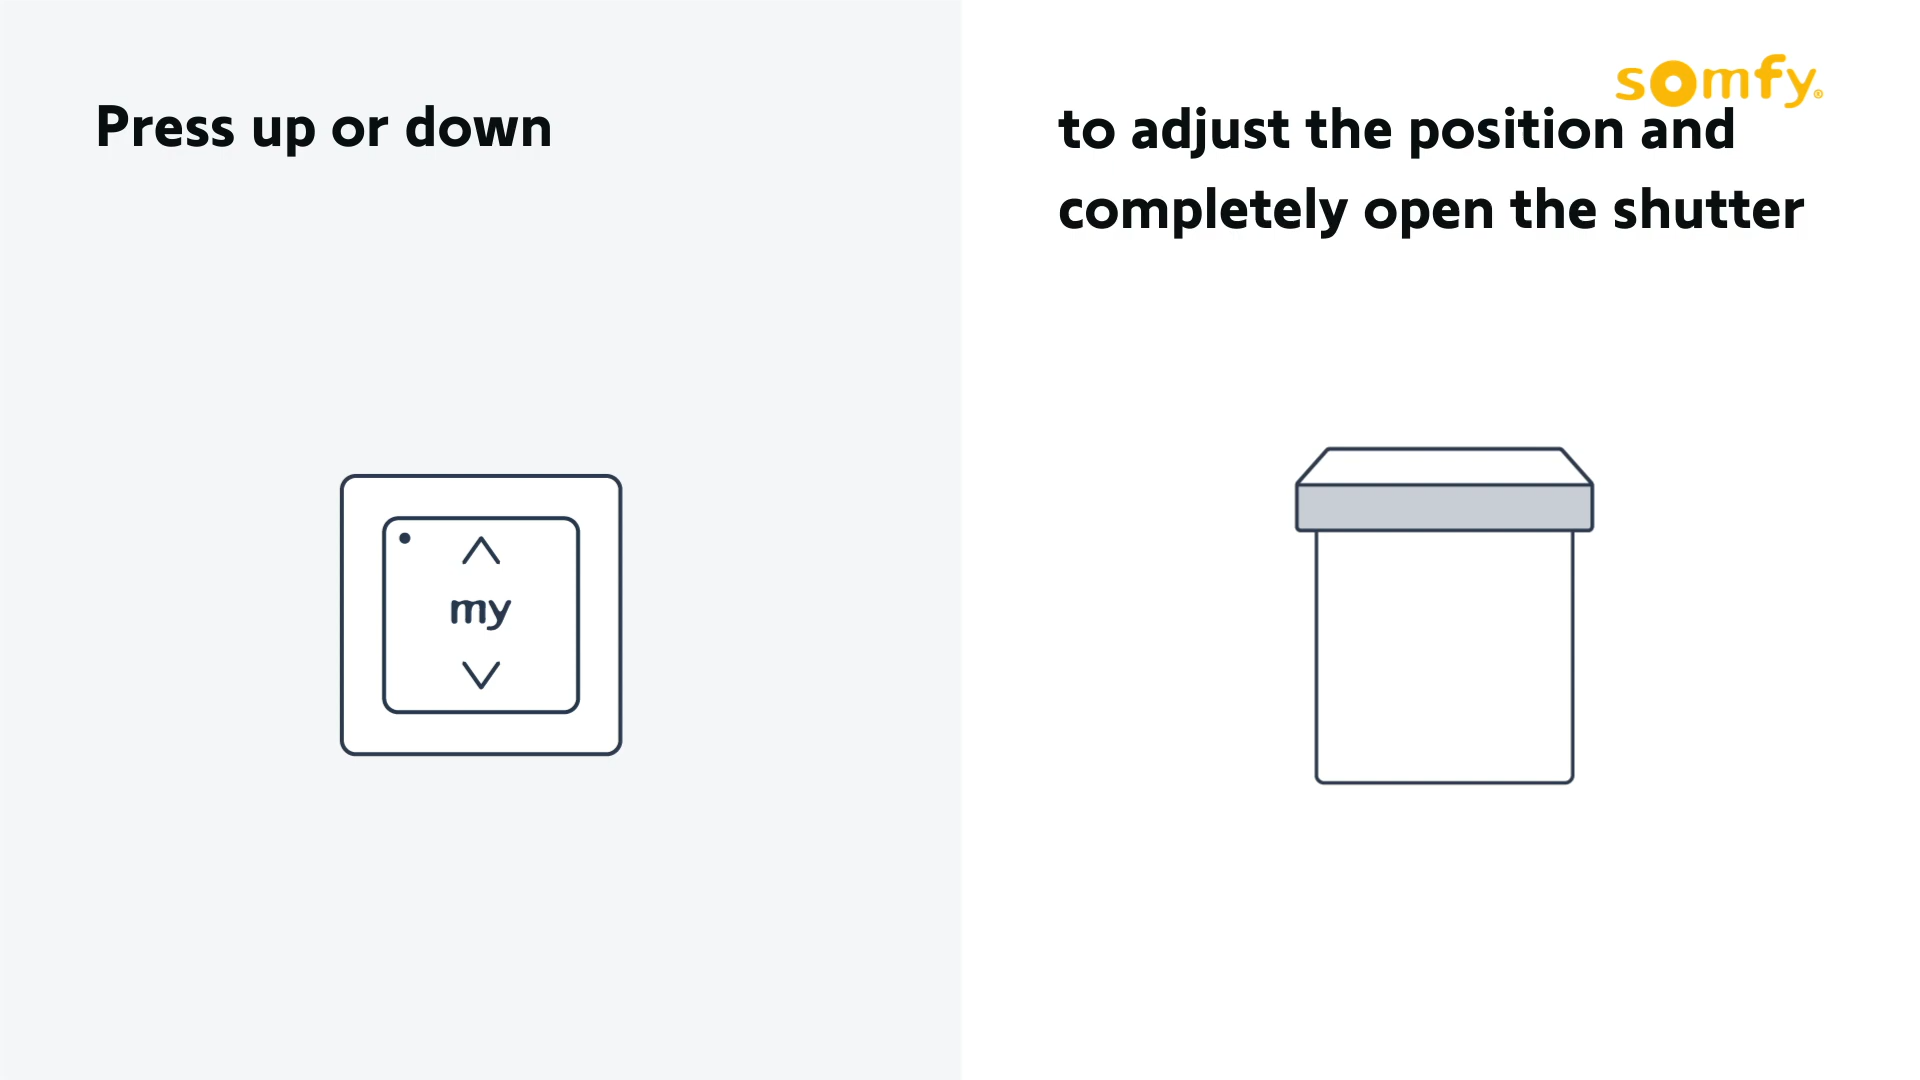 Press up or down
somfy®
to adjust the position and
completely open the shutter
my